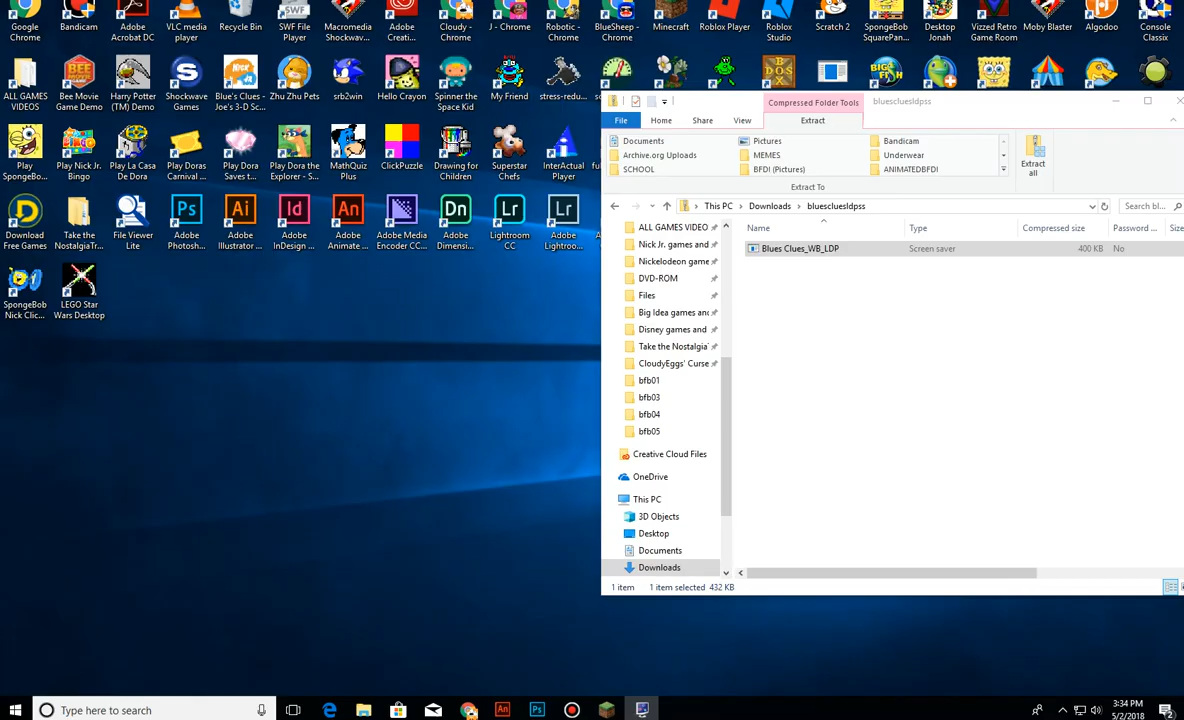 Google Chrome
Bandicam
Adobe Acrobat DC
VLC media player
Recycle Bin
SWF File Player
Macromedia Shockwav...
Adobe Creati...
Cloudy - Chrome
J - Chrome
Robotic - Chrome
BlueSheep - Chrome
Minecraft
Roblox Player
Roblox Studio
Scratch 2
SpongeBob SquarePan...
Desktop Jonah
Vizzed Retro Game Room
Moby Blaster
Algodoo
Console Classix
ALL GAMES VIDEOS
Bee Movie Game Demo
Harry Potter (TM) Demo
Shockwave Games
Blue's Clues - Joe's 3-D Sc...
Zhu Zhu Pets
srb2win
Hello Crayon
Spinner the Space Kid
My Friend
stress-redu...
Play SpongeBo...
Play Nick Jr. Bingo
Play La Casa De Dora
Play Doras Carnival ...
Play Dora Saves t...
Play Dora the Explorer - S...
MathQuiz Plus
ClickPuzzle
Drawing for Children
Superstar Chefs
InterActual Player
Download Free Games
Take the NostalgiaTr...
File Viewer Lite
Adobe Photosh...
Adobe Illustrator ...
Adobe InDesign ...
Adobe Animate ...
Adobe Media Encoder CC...
Adobe Dimensi...
Lightroom CC
Adobe Lightroo...
SpongeBob Nick Clic...
LEGO Star Wars Desktop
Compressed Folder Tools
bluescluesldpss
File Home Share View Extract
Documents Pictures Bandicam
Archive.org Uploads MEMES Underwear
SCHOOL BFDI (Pictures) ANIMATEDBFDI
Extract all
Extract To
This PC > Downloads > bluescluesldpss
Search bl...
Name Type Compressed size Password ... Size
Blues Clues_WB_LDP Screen saver 400 KB No
ALL GAMES VIDEO
Nick Jr. games and
Nickelodeon game
DVD-ROM
Files
Big Idea games and
Disney games and
Take the Nostalgia
CloudyEggs' Curse
bfb01
bfb03
bfb04
bfb05
Creative Cloud Files
OneDrive
This PC
3D Objects
Desktop
Documents
Downloads
1 item 1 item selected 432 KB
Type here to search
3:34 PM
5/2/2018